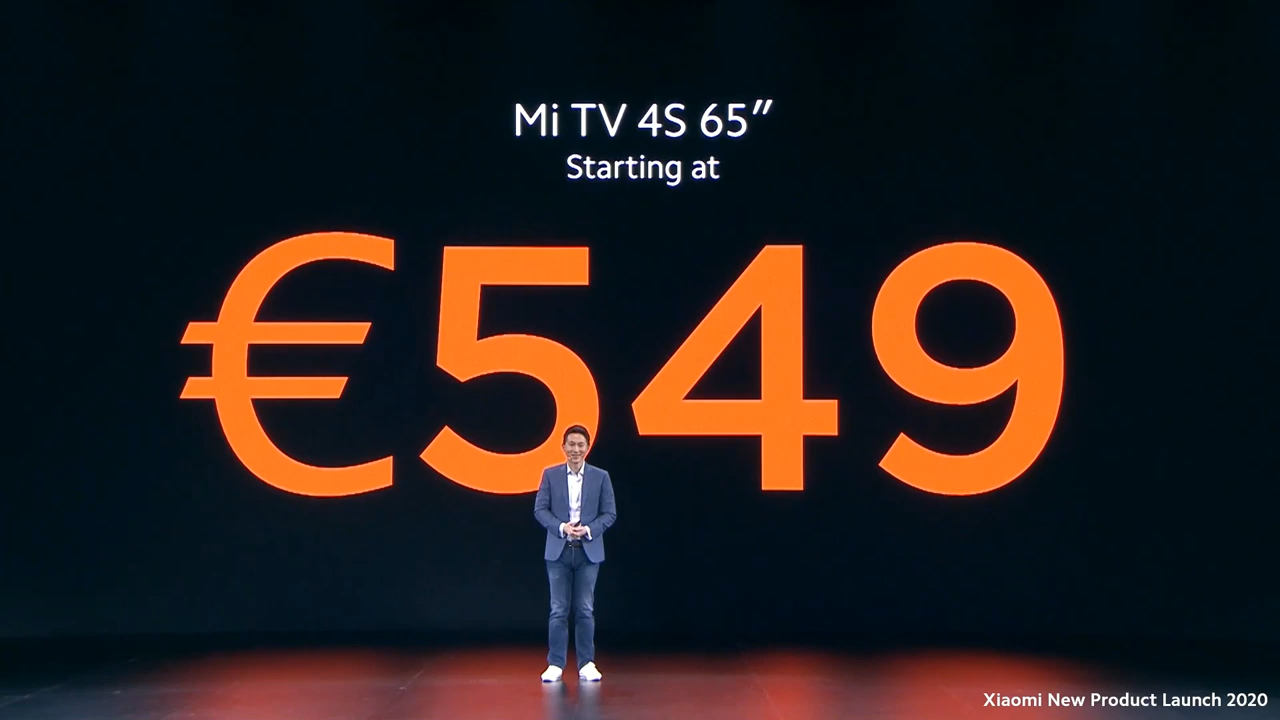 Mi TV 4S 65”
Starting at
€549
Xiaomi New Product Launch 2020